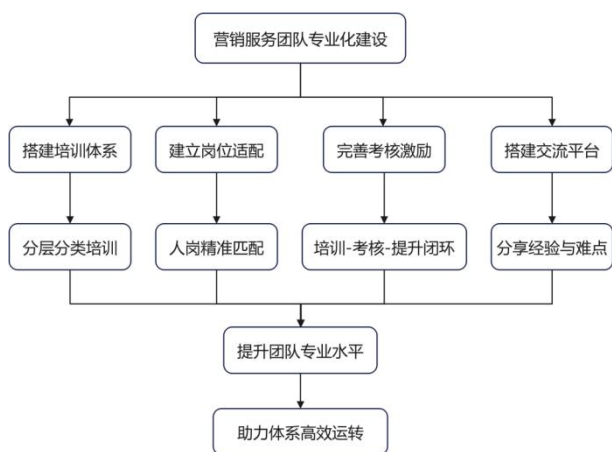 营销服务团队专业化建设
搭建培训体系
建立岗位适配
完善考核激励
搭建交流平台
分层分类培训
人岗精准匹配
培训-考核-提升闭环
分享经验与难点
提升团队专业水平
助力体系高效运转